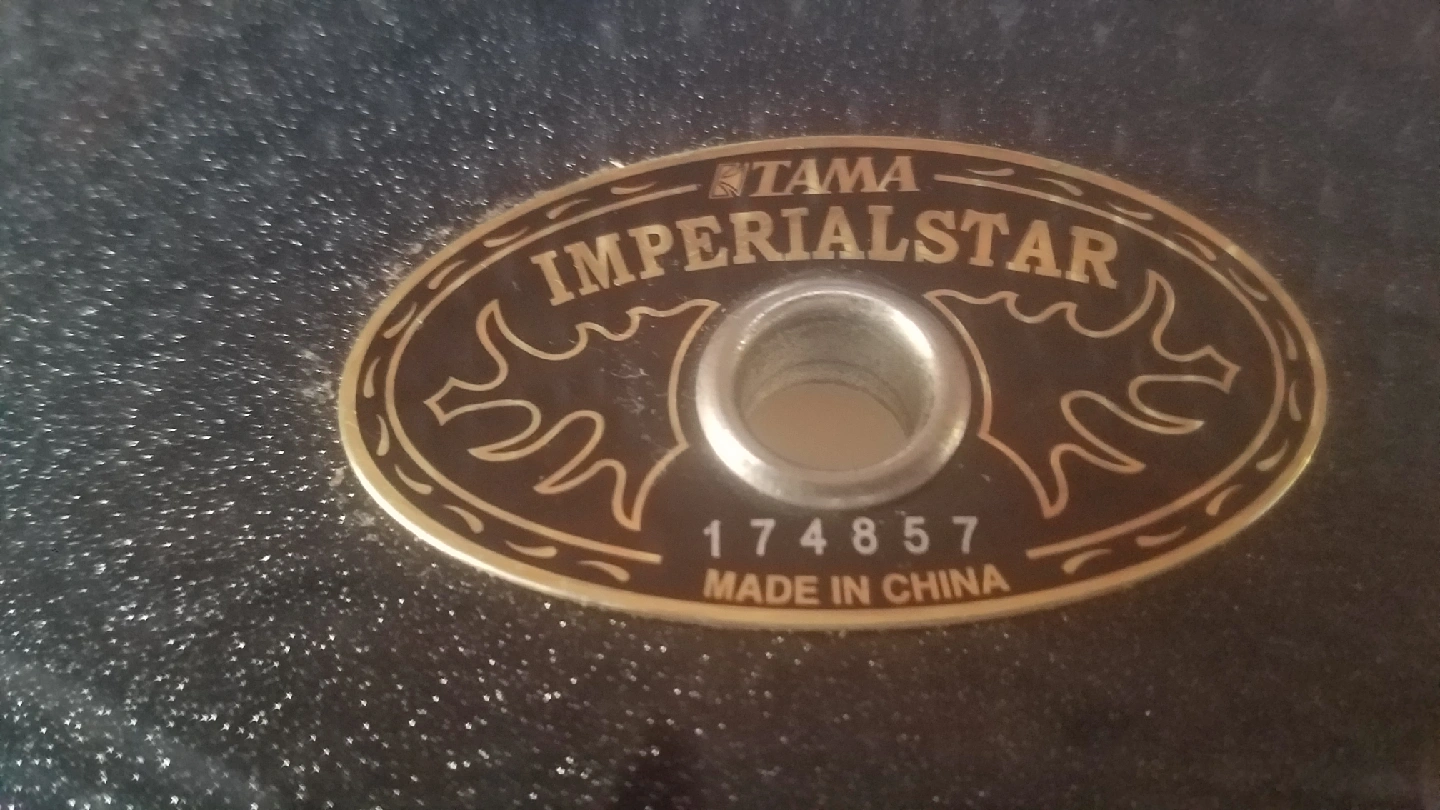 TAMA
IMPERIALSTAR
174857
MADE IN CHINA